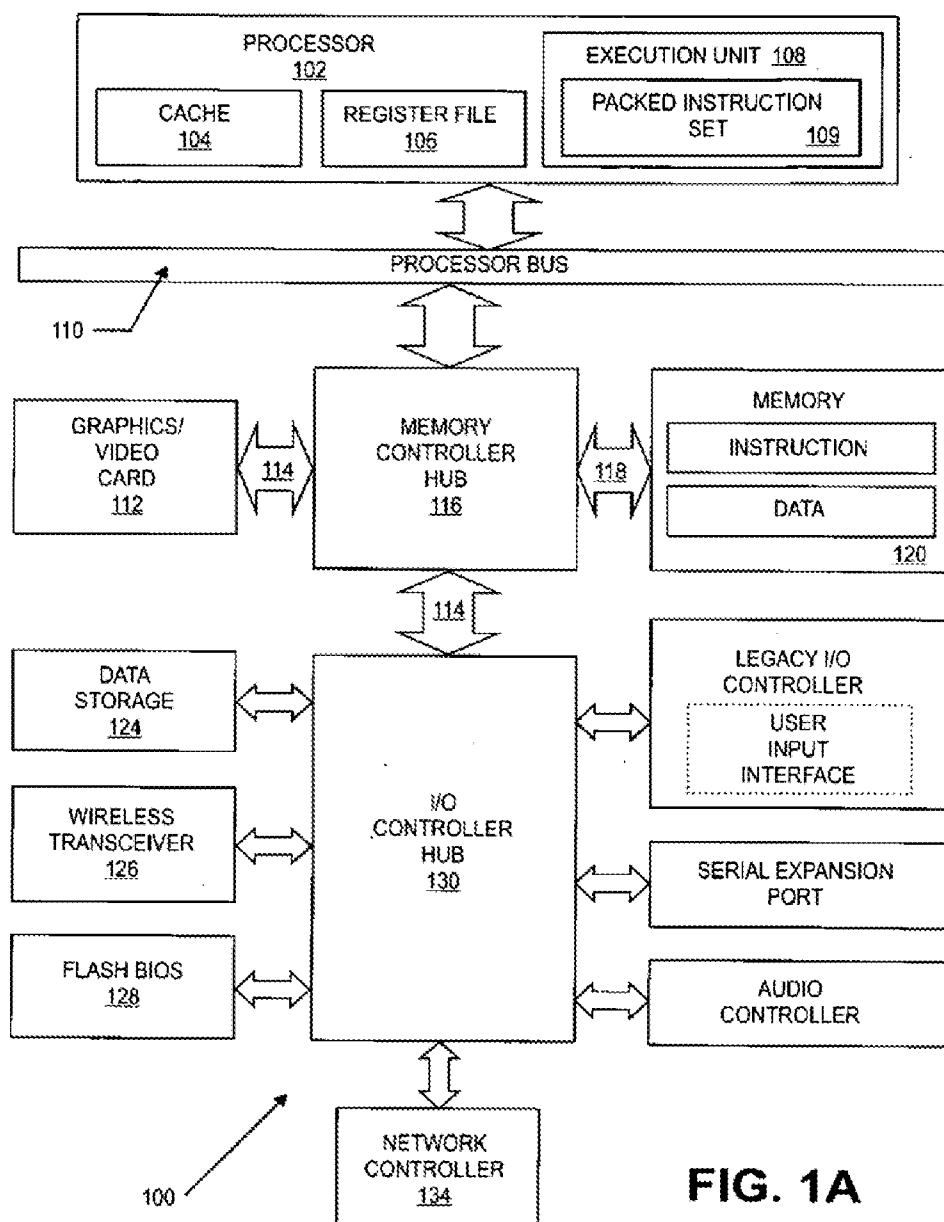 PROCESSOR
102
CACHE
104
REGISTER FILE
106
EXECUTION UNIT 108
PACKED INSTRUCTION
SET
109
PROCESSOR BUS
110
GRAPHICS/
VIDEO
CARD
112
114
MEMORY
CONTROLLER
HUB
116
118
MEMORY
INSTRUCTION
DATA
120
114
DATA
STORAGE
124
WIRELESS
TRANSCEIVER
126
FLASH BIOS
128
I/O
CONTROLLER
HUB
130
LEGACY I/O
CONTROLLER
USER
INPUT
INTERFACE
SERIAL EXPANSION
PORT
AUDIO
CONTROLLER
NETWORK
CONTROLLER
134
100
FIG. 1A